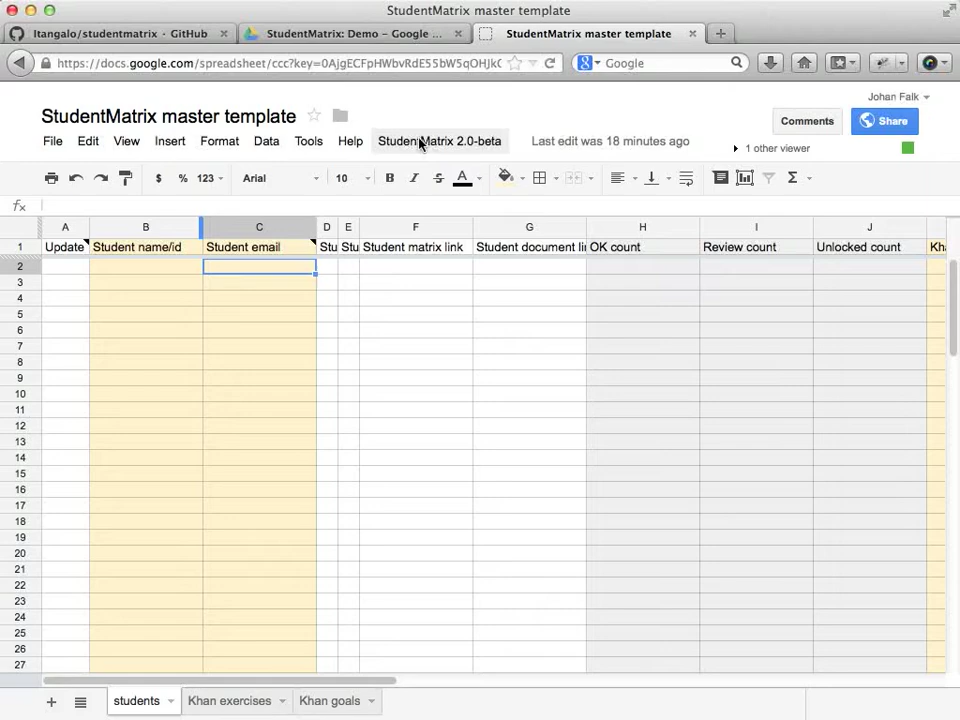 StudentMatrix master template
Itangalo/studentmatrix · GitHub
StudentMatrix: Demo – Google ...
StudentMatrix master template
https://docs.google.com/spreadsheet/ccc?key=0AjgECFpHWbvRdE55bW5qOHJK
Google
Johan Falk
StudentMatrix master template
Comments
Share
File Edit View Insert Format Data Tools Help StudentMatrix 2.0-beta Last edit was 18 minutes ago
1 other viewer
$ % 123 Arial 10 B I S A Σ
fx
A B C D E F G H I J
1 Update Student name/id Student email Stu Stu Student matrix link Student document li OK count Review count Unlocked count Kha
2
3
4
5
6
7
8
9
10
11
12
13
14
15
16
17
18
19
20
21
22
23
24
25
26
27
students Khan exercises Khan goals